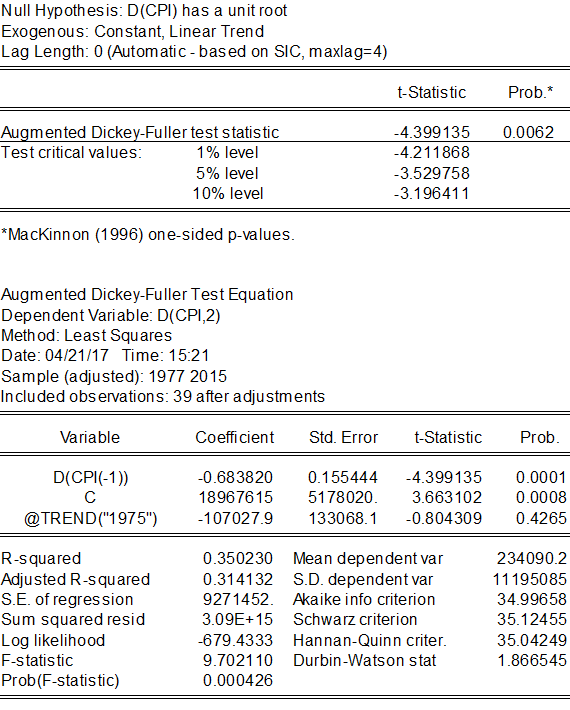 Null Hypothesis: D(CPI) has a unit root
Exogenous: Constant, Linear Trend
Lag Length: 0 (Automatic - based on SIC, maxlag=4)
t-Statistic Prob.*
Augmented Dickey-Fuller test statistic -4.399135 0.0062
Test critical values: 1% level -4.211868
5% level -3.529758
10% level -3.196411
*MacKinnon (1996) one-sided p-values.
Augmented Dickey-Fuller Test Equation
Dependent Variable: D(CPI,2)
Method: Least Squares
Date: 04/21/17 Time: 15:21
Sample (adjusted): 1977 2015
Included observations: 39 after adjustments
Variable Coefficient Std. Error t-Statistic Prob.
D(CPI(-1)) -0.683820 0.155444 -4.399135 0.0001
C 18967615 5178020. 3.663102 0.0008
@TREND("1975") -107027.9 133068.1 -0.804309 0.4265
R-squared 0.350230 Mean dependent var 234090.2
Adjusted R-squared 0.314132 S.D. dependent var 11195085
S.E. of regression 9271452. Akaike info criterion 34.99658
Sum squared resid 3.09E+15 Schwarz criterion 35.12455
Log likelihood -679.4333 Hannan-Quinn criter. 35.04249
F-statistic 9.702110 Durbin-Watson stat 1.866545
Prob(F-statistic) 0.000426